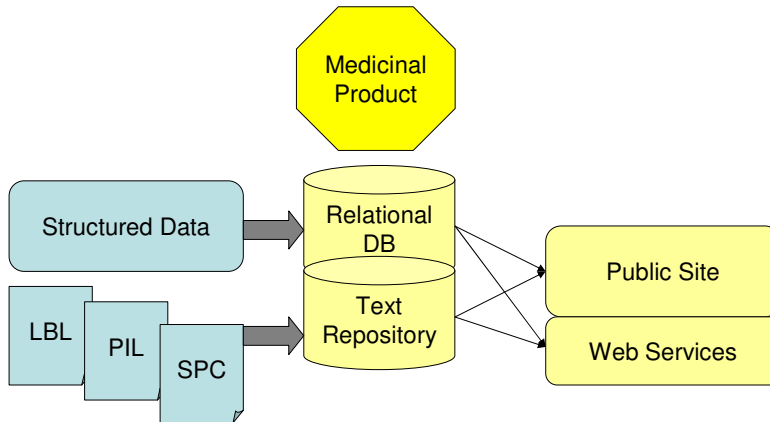 Medicinal
Product
Structured Data
Relational
DB
Public Site
LBL
PIL
SPC
Text
Repository
Web Services